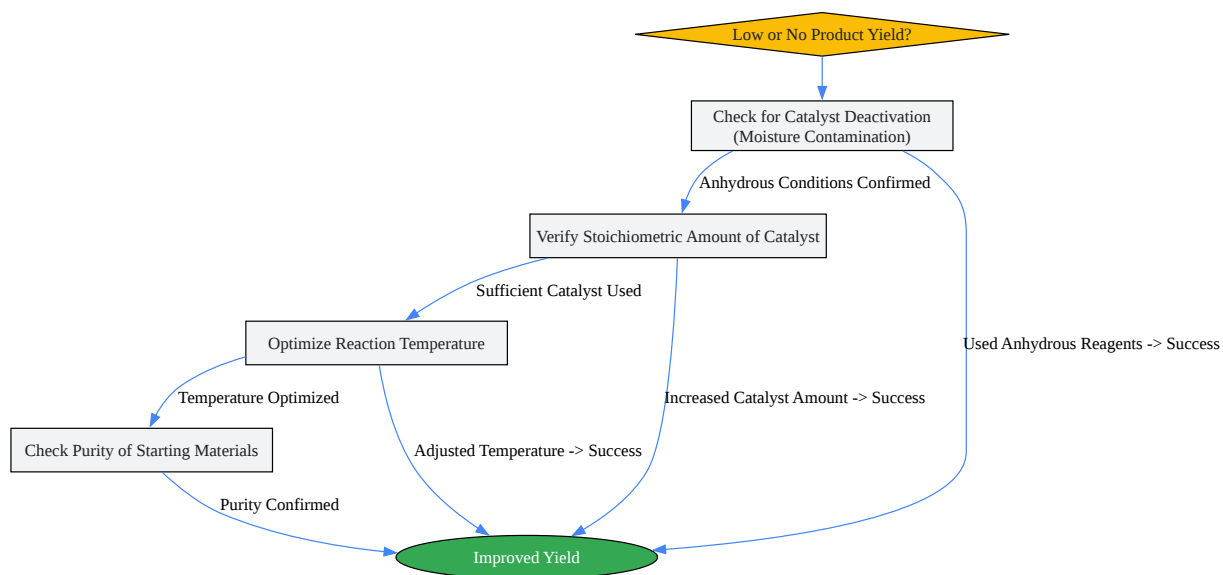 Low or No Product Yield?
Check for Catalyst Deactivation
(Moisture Contamination)
Anhydrous Conditions Confirmed
Verify Stoichiometric Amount of Catalyst
Sufficient Catalyst Used
Optimize Reaction Temperature
Used Anhydrous Reagents -> Success
Temperature Optimized
Increased Catalyst Amount -> Success
Check Purity of Starting Materials
Adjusted Temperature -> Success
Purity Confirmed
Improved Yield